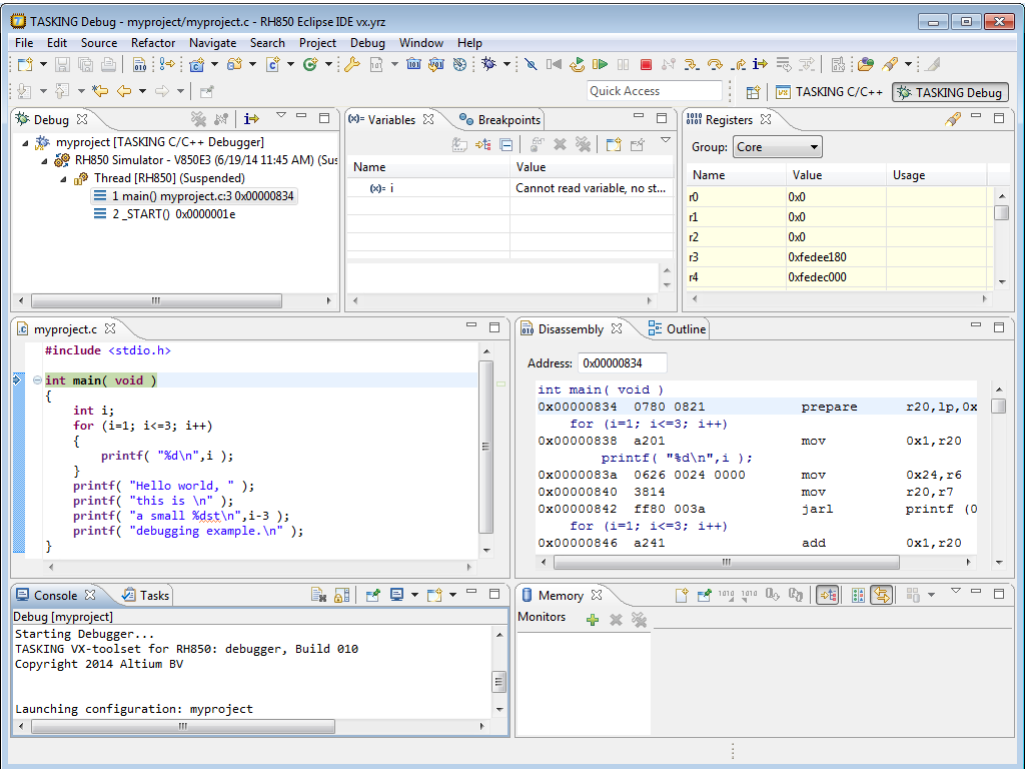 TASKING Debug - myproject/myproject.c - RH850 Eclipse IDE vx.yrz
File Edit Source Refactor Navigate Search Project Debug Window Help
Quick Access
TASKING C/C++
TASKING Debug
Debug
myproject [TASKING C/C++ Debugger]
RH850 Simulator - V850E3 (6/19/14 11:45 AM) (Sus
Thread [RH850] (Suspended)
1 main() myproject.c:3 0x00000834
2 _START() 0x0000001e
(x)= Variables
Breakpoints
Name Value
(x)= i Cannot read variable, no st...
Registers
Group: Core
Name Value Usage
r0 0x0
r1 0x0
r2 0x0
r3 0xfedee180
r4 0xfedec000
myproject.c
#include <stdio.h>
int main( void )
{
int i;
for (i=1; i<=3; i++)
{
printf( "%d\n",i );
}
printf( "Hello world, " );
printf( "this is \n" );
printf( "a small %dst\n",i-3 );
printf( "debugging example.\n" );
}
Disassembly
Outline
Address: 0x00000834
int main( void )
0x00000834 0780 0821 prepare r20,lp,0x
for (i=1; i<=3; i++)
0x00000838 a201 mov 0x1,r20
printf( "%d\n",i );
0x0000083a 0626 0024 0000 mov 0x24,r6
0x00000840 3814 mov r20,r7
0x00000842 ff80 003a jarl printf (0
for (i=1; i<=3; i++)
0x00000846 a241 add 0x1,r20
Console
Tasks
Debug [myproject]
Starting Debugger...
TASKING VX-toolset for RH850: debugger, Build 010
Copyright 2014 Altium BV
Launching configuration: myproject
Memory
Monitors